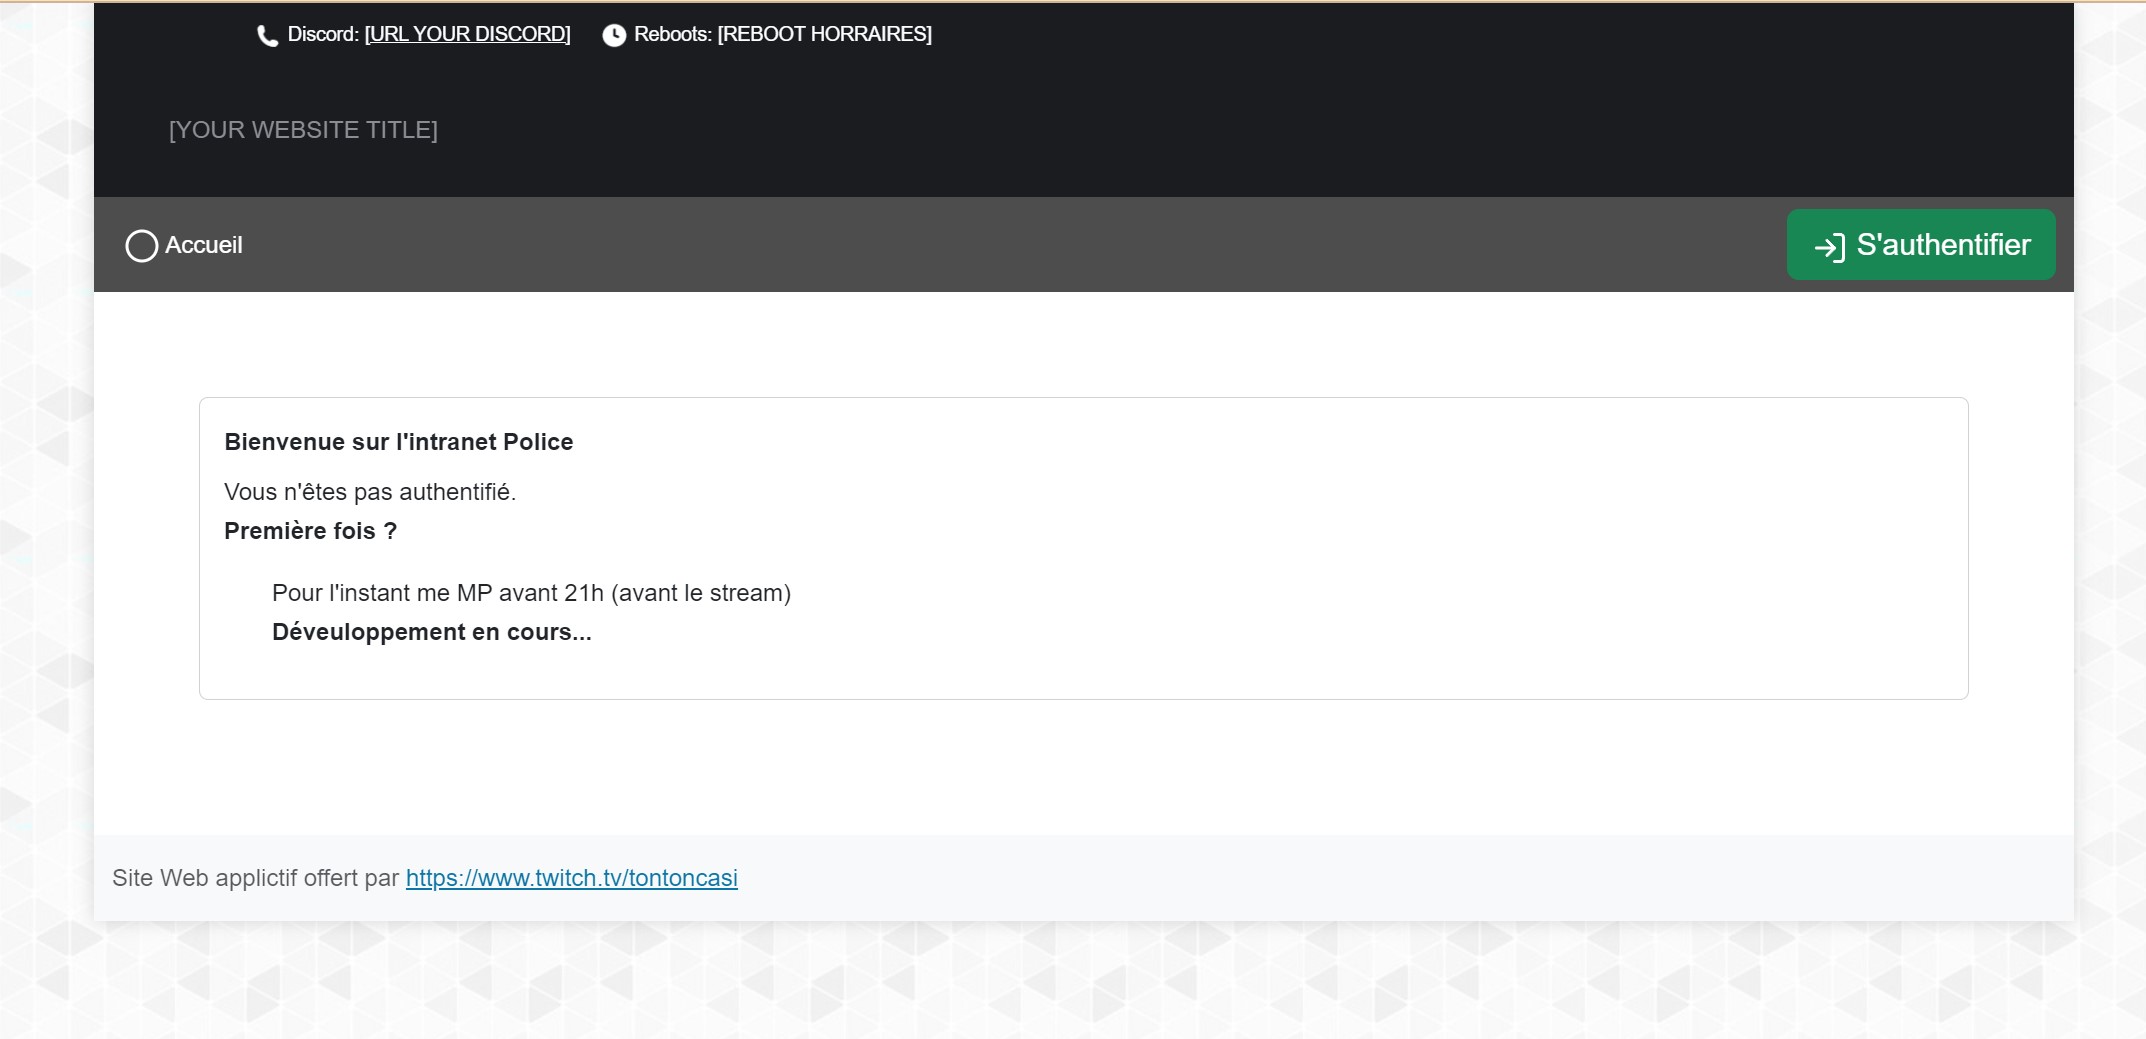 Discord: [URL YOUR DISCORD] Reboots: [REBOOT HORRAIRES]
[YOUR WEBSITE TITLE]
Accueil
S'authentifier
Bienvenue sur l'intranet Police
Vous n'êtes pas authentifié.
Première fois ?
Pour l'instant me MP avant 21h (avant le stream)
Déveuloppement en cours...
Site Web applictif offert par https://www.twitch.tv/tontoncasi